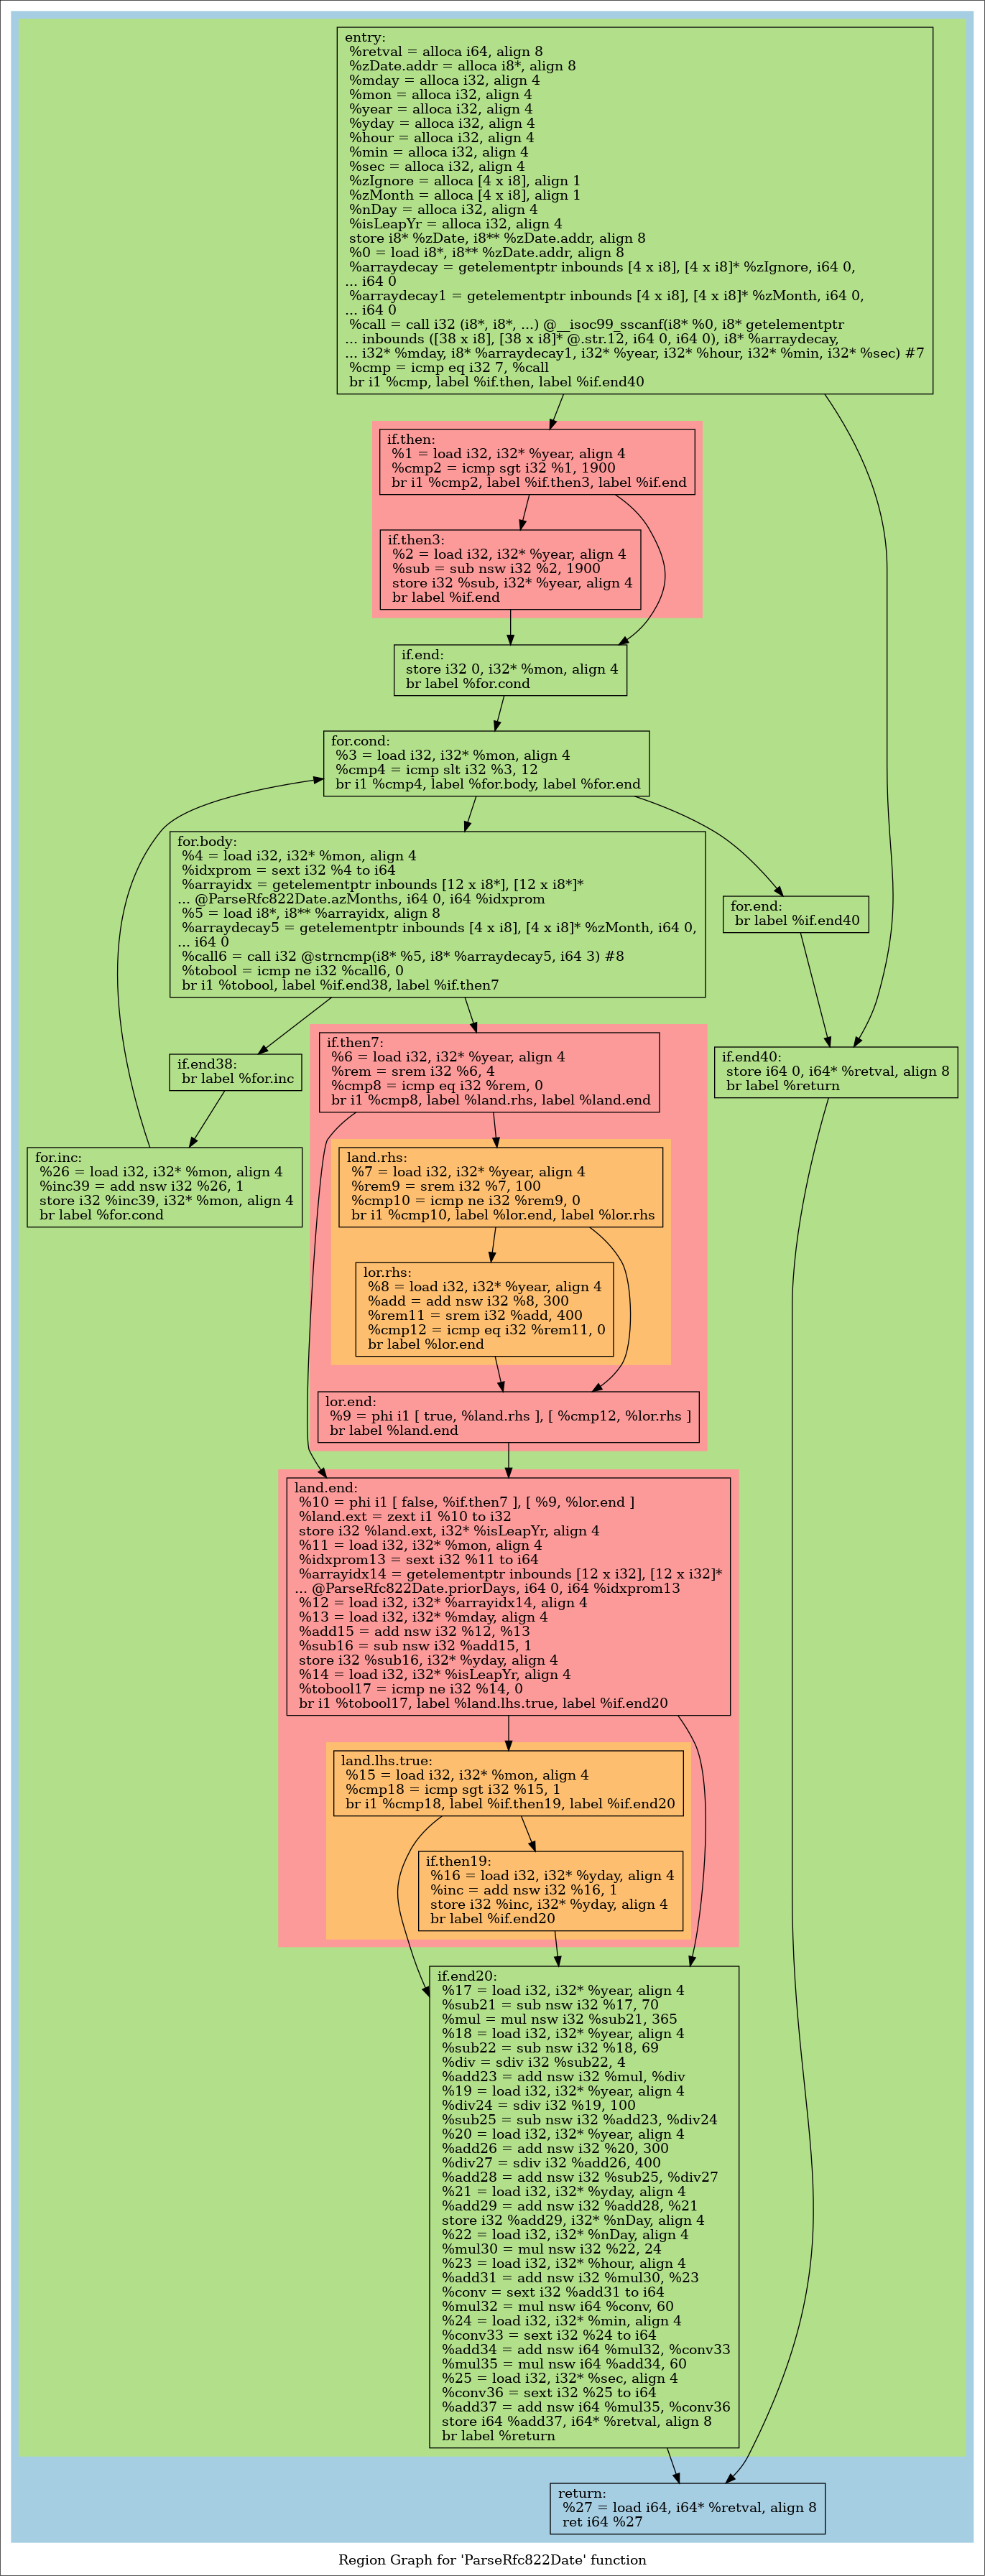 entry:
%retval = alloca i64, align 8
%zDate.addr = alloca i8*, align 8
%mday = alloca i32, align 4
%mon = alloca i32, align 4
%year = alloca i32, align 4
%yday = alloca i32, align 4
%hour = alloca i32, align 4
%min = alloca i32, align 4
%sec = alloca i32, align 4
%zIgnore = alloca [4 x i8], align 1
%zMonth = alloca [4 x i8], align 1
%nDay = alloca i32, align 4
%isLeapYr = alloca i32, align 4
store i8* %zDate, i8** %zDate.addr, align 8
%0 = load i8*, i8** %zDate.addr, align 8
%arraydecay = getelementptr inbounds [4 x i8], [4 x i8]* %zIgnore, i64 0,
... i64 0
%arraydecay1 = getelementptr inbounds [4 x i8], [4 x i8]* %zMonth, i64 0,
... i64 0
%call = call i32 (i8*, i8*, ...) @__isoc99_sscanf(i8* %0, i8* getelementptr
... inbounds ([38 x i8], [38 x i8]* @.str.12, i64 0, i64 0), i8* %arraydecay,
... i32* %mday, i8* %arraydecay1, i32* %year, i32* %hour, i32* %min, i32* %sec) #7
%cmp = icmp eq i32 7, %call
br i1 %cmp, label %if.then, label %if.end40
if.then:
%1 = load i32, i32* %year, align 4
%cmp2 = icmp sgt i32 %1, 1900
br i1 %cmp2, label %if.then3, label %if.end
if.then3:
%2 = load i32, i32* %year, align 4
%sub = sub nsw i32 %2, 1900
store i32 %sub, i32* %year, align 4
br label %if.end
if.end:
store i32 0, i32* %mon, align 4
br label %for.cond
for.cond:
%3 = load i32, i32* %mon, align 4
%cmp4 = icmp slt i32 %3, 12
br i1 %cmp4, label %for.body, label %for.end
for.body:
%4 = load i32, i32* %mon, align 4
%idxprom = sext i32 %4 to i64
%arrayidx = getelementptr inbounds [12 x i8*], [12 x i8*]*
... @ParseRfc822Date.azMonths, i64 0, i64 %idxprom
%5 = load i8*, i8** %arrayidx, align 8
%arraydecay5 = getelementptr inbounds [4 x i8], [4 x i8]* %zMonth, i64 0,
... i64 0
%call6 = call i32 @strncmp(i8* %5, i8* %arraydecay5, i64 3) #8
%tobool = icmp ne i32 %call6, 0
br i1 %tobool, label %if.end38, label %if.then7
for.end:
br label %if.end40
if.then7:
%6 = load i32, i32* %year, align 4
%rem = srem i32 %6, 4
%cmp8 = icmp eq i32 %rem, 0
br i1 %cmp8, label %land.rhs, label %land.end
if.end38:
br label %for.inc
if.end40:
store i64 0, i64* %retval, align 8
br label %return
for.inc:
%26 = load i32, i32* %mon, align 4
%inc39 = add nsw i32 %26, 1
store i32 %inc39, i32* %mon, align 4
br label %for.cond
land.rhs:
%7 = load i32, i32* %year, align 4
%rem9 = srem i32 %7, 100
%cmp10 = icmp ne i32 %rem9, 0
br i1 %cmp10, label %lor.end, label %lor.rhs
lor.rhs:
%8 = load i32, i32* %year, align 4
%add = add nsw i32 %8, 300
%rem11 = srem i32 %add, 400
%cmp12 = icmp eq i32 %rem11, 0
br label %lor.end
lor.end:
%9 = phi i1 [ true, %land.rhs ], [ %cmp12, %lor.rhs ]
br label %land.end
land.end:
%10 = phi i1 [ false, %if.then7 ], [ %9, %lor.end ]
%land.ext = zext i1 %10 to i32
store i32 %land.ext, i32* %isLeapYr, align 4
%11 = load i32, i32* %mon, align 4
%idxprom13 = sext i32 %11 to i64
%arrayidx14 = getelementptr inbounds [12 x i32], [12 x i32]*
... @ParseRfc822Date.priorDays, i64 0, i64 %idxprom13
%12 = load i32, i32* %arrayidx14, align 4
%13 = load i32, i32* %mday, align 4
%add15 = add nsw i32 %12, %13
%sub16 = sub nsw i32 %add15, 1
store i32 %sub16, i32* %yday, align 4
%14 = load i32, i32* %isLeapYr, align 4
%tobool17 = icmp ne i32 %14, 0
br i1 %tobool17, label %land.lhs.true, label %if.end20
land.lhs.true:
%15 = load i32, i32* %mon, align 4
%cmp18 = icmp sgt i32 %15, 1
br i1 %cmp18, label %if.then19, label %if.end20
if.then19:
%16 = load i32, i32* %yday, align 4
%inc = add nsw i32 %16, 1
store i32 %inc, i32* %yday, align 4
br label %if.end20
if.end20:
%17 = load i32, i32* %year, align 4
%sub21 = sub nsw i32 %17, 70
%mul = mul nsw i32 %sub21, 365
%18 = load i32, i32* %year, align 4
%sub22 = sub nsw i32 %18, 69
%div = sdiv i32 %sub22, 4
%add23 = add nsw i32 %mul, %div
%19 = load i32, i32* %year, align 4
%div24 = sdiv i32 %19, 100
%sub25 = sub nsw i32 %add23, %div24
%20 = load i32, i32* %year, align 4
%add26 = add nsw i32 %20, 300
%div27 = sdiv i32 %add26, 400
%add28 = add nsw i32 %sub25, %div27
%21 = load i32, i32* %yday, align 4
%add29 = add nsw i32 %add28, %21
store i32 %add29, i32* %nDay, align 4
%22 = load i32, i32* %nDay, align 4
%mul30 = mul nsw i32 %22, 24
%23 = load i32, i32* %hour, align 4
%add31 = add nsw i32 %mul30, %23
%conv = sext i32 %add31 to i64
%mul32 = mul nsw i64 %conv, 60
%24 = load i32, i32* %min, align 4
%conv33 = sext i32 %24 to i64
%add34 = add nsw i64 %mul32, %conv33
%mul35 = mul nsw i64 %add34, 60
%25 = load i32, i32* %sec, align 4
%conv36 = sext i32 %25 to i64
%add37 = add nsw i64 %mul35, %conv36
store i64 %add37, i64* %retval, align 8
br label %return
return:
%27 = load i64, i64* %retval, align 8
ret i64 %27
Region Graph for 'ParseRfc822Date' function